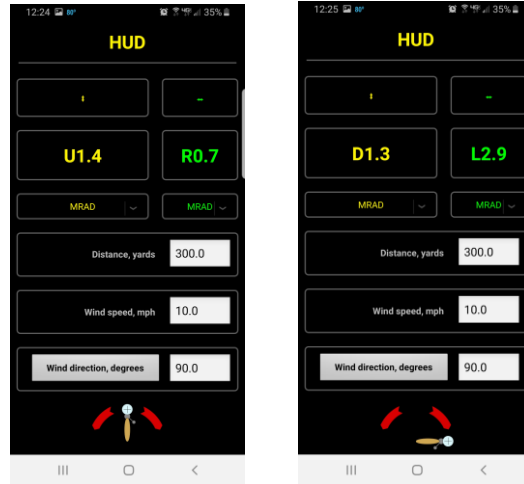 12:24 80° 35%
HUD
-
U1.4 R0.7
MRAD MRAD
Distance, yards 300.0
Wind speed, mph 10.0
Wind direction, degrees 90.0
12:25 80° 35%
HUD
-
D1.3 L2.9
MRAD MRAD
Distance, yards 300.0
Wind speed, mph 10.0
Wind direction, degrees 90.0